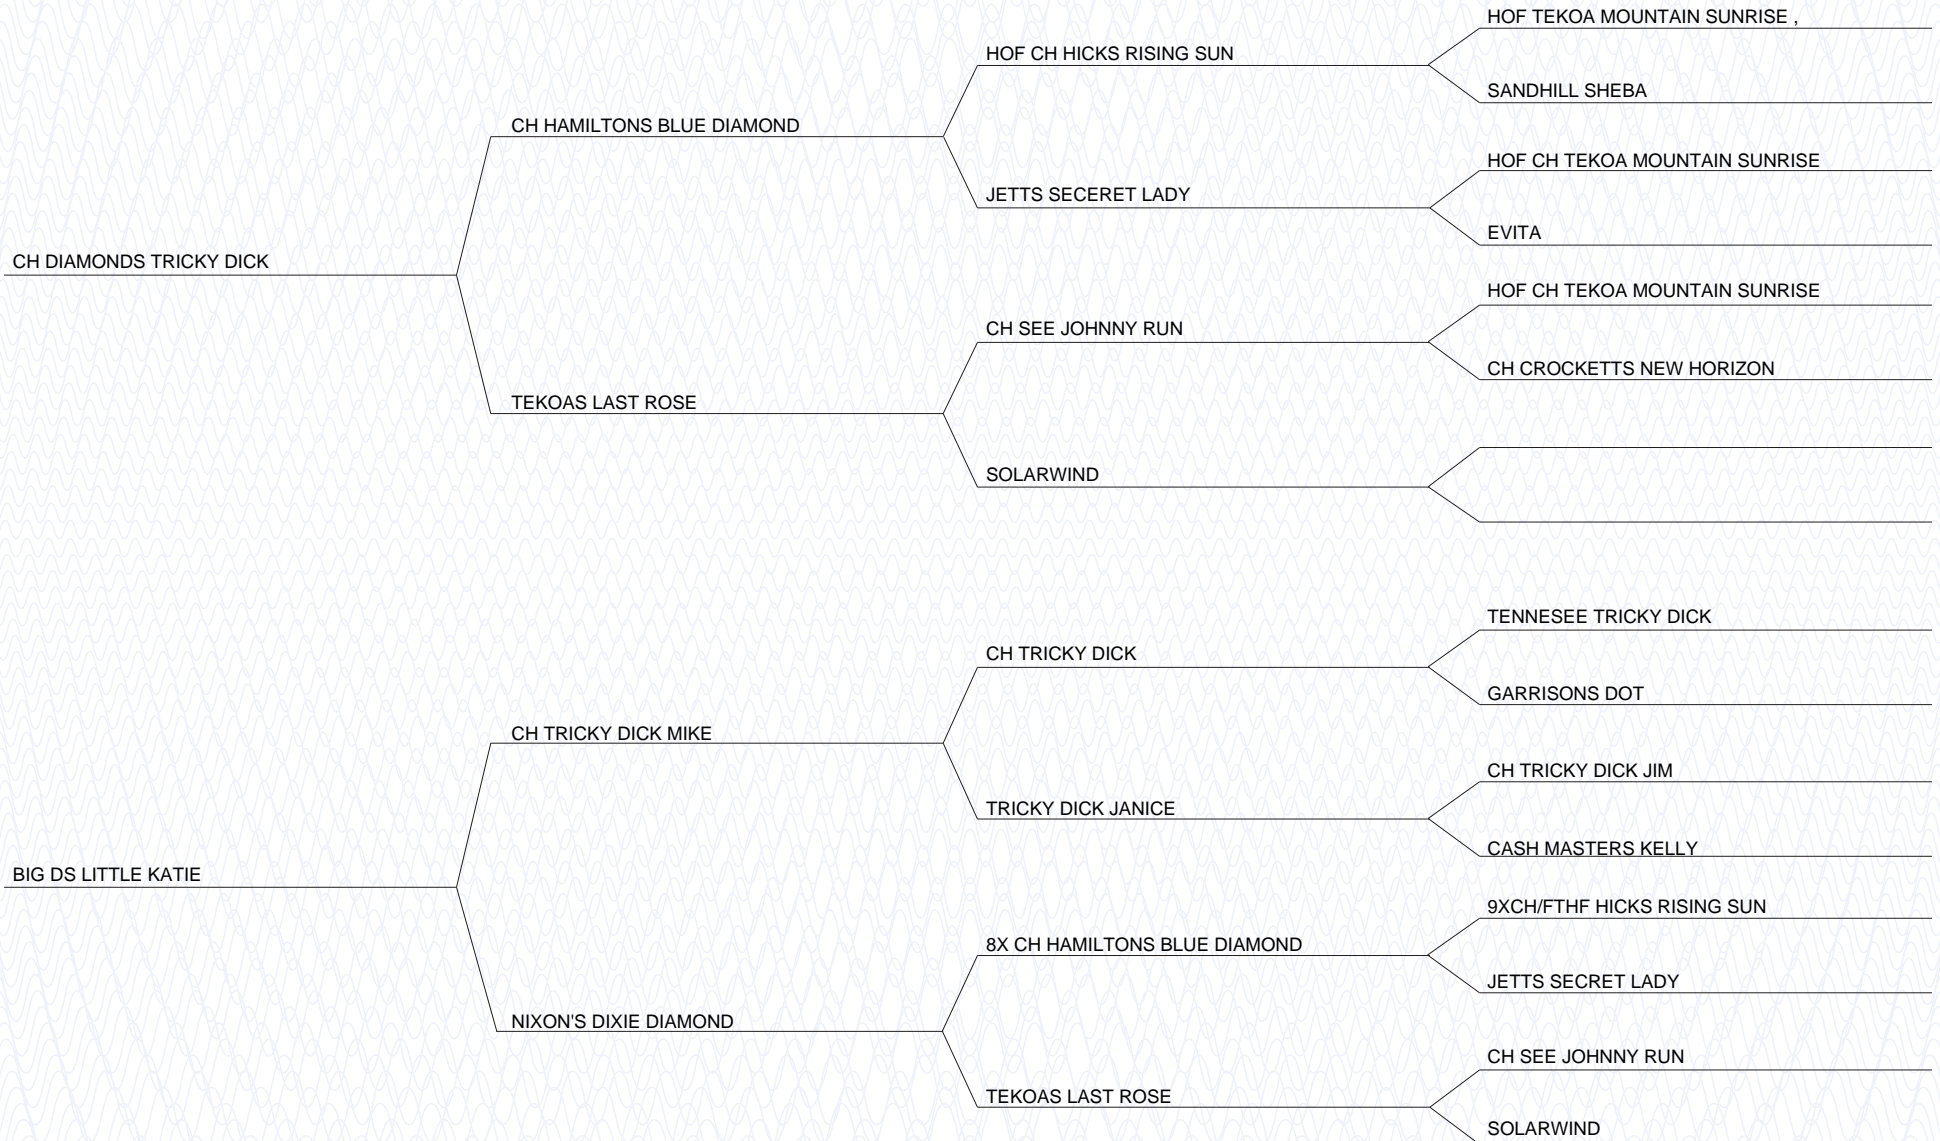 HOF TEKOA MOUNTAIN SUNRISE ,
HOF CH HICKS RISING SUN
SANDHILL SHEBA
CH HAMILTONS BLUE DIAMOND
HOF CH TEKOA MOUNTAIN SUNRISE
JETTS SECERET LADY
EVITA
CH DIAMONDS TRICKY DICK
HOF CH TEKOA MOUNTAIN SUNRISE
CH SEE JOHNNY RUN
CH CROCKETTS NEW HORIZON
TEKOAS LAST ROSE
SOLARWIND
TENNESEE TRICKY DICK
CH TRICKY DICK
GARRISONS DOT
CH TRICKY DICK MIKE
CH TRICKY DICK JIM
TRICKY DICK JANICE
CASH MASTERS KELLY
BIG DS LITTLE KATIE
9XCH/FTHF HICKS RISING SUN
8X CH HAMILTONS BLUE DIAMOND
JETTS SECRET LADY
NIXON'S DIXIE DIAMOND
CH SEE JOHNNY RUN
TEKOAS LAST ROSE
SOLARWIND